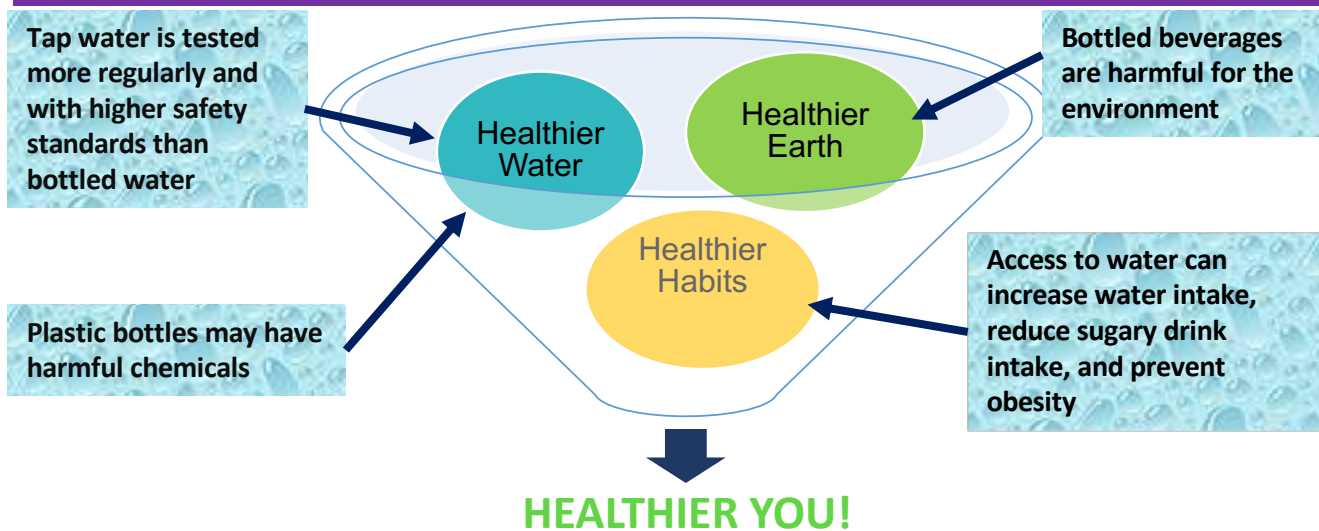 Tap water is tested
more regularly and
with higher safety
standards than
bottled water
Plastic bottles may have
harmful chemicals
Healthier
Water
Healthier
Earth
Healthier
Habits
Bottled beverages
are harmful for the
environment
Access to water can
increase water intake,
reduce sugary drink
intake, and prevent
obesity
HEALTHIER YOU!